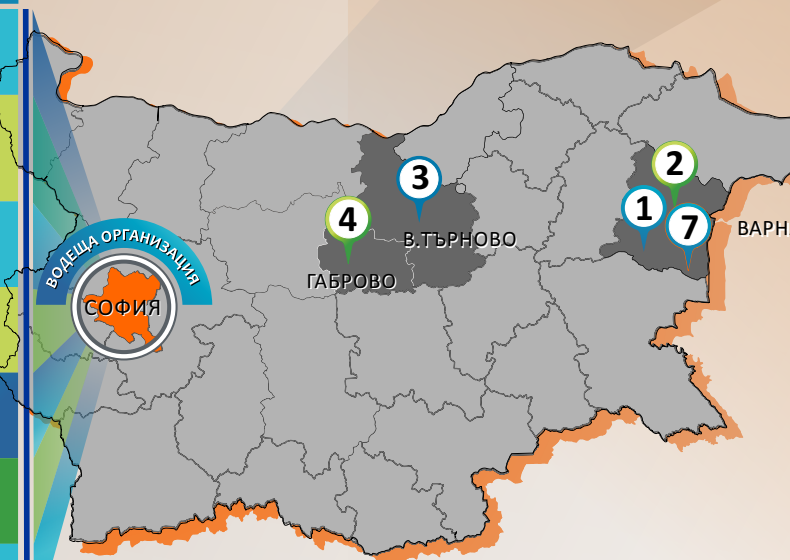 2
3
1
4
7
ВАРН
В.ТЪРНОВО
ВОДЕЩА ОРГАНИЗАЦИЯ
ГАБРОВО
СОФИЯ